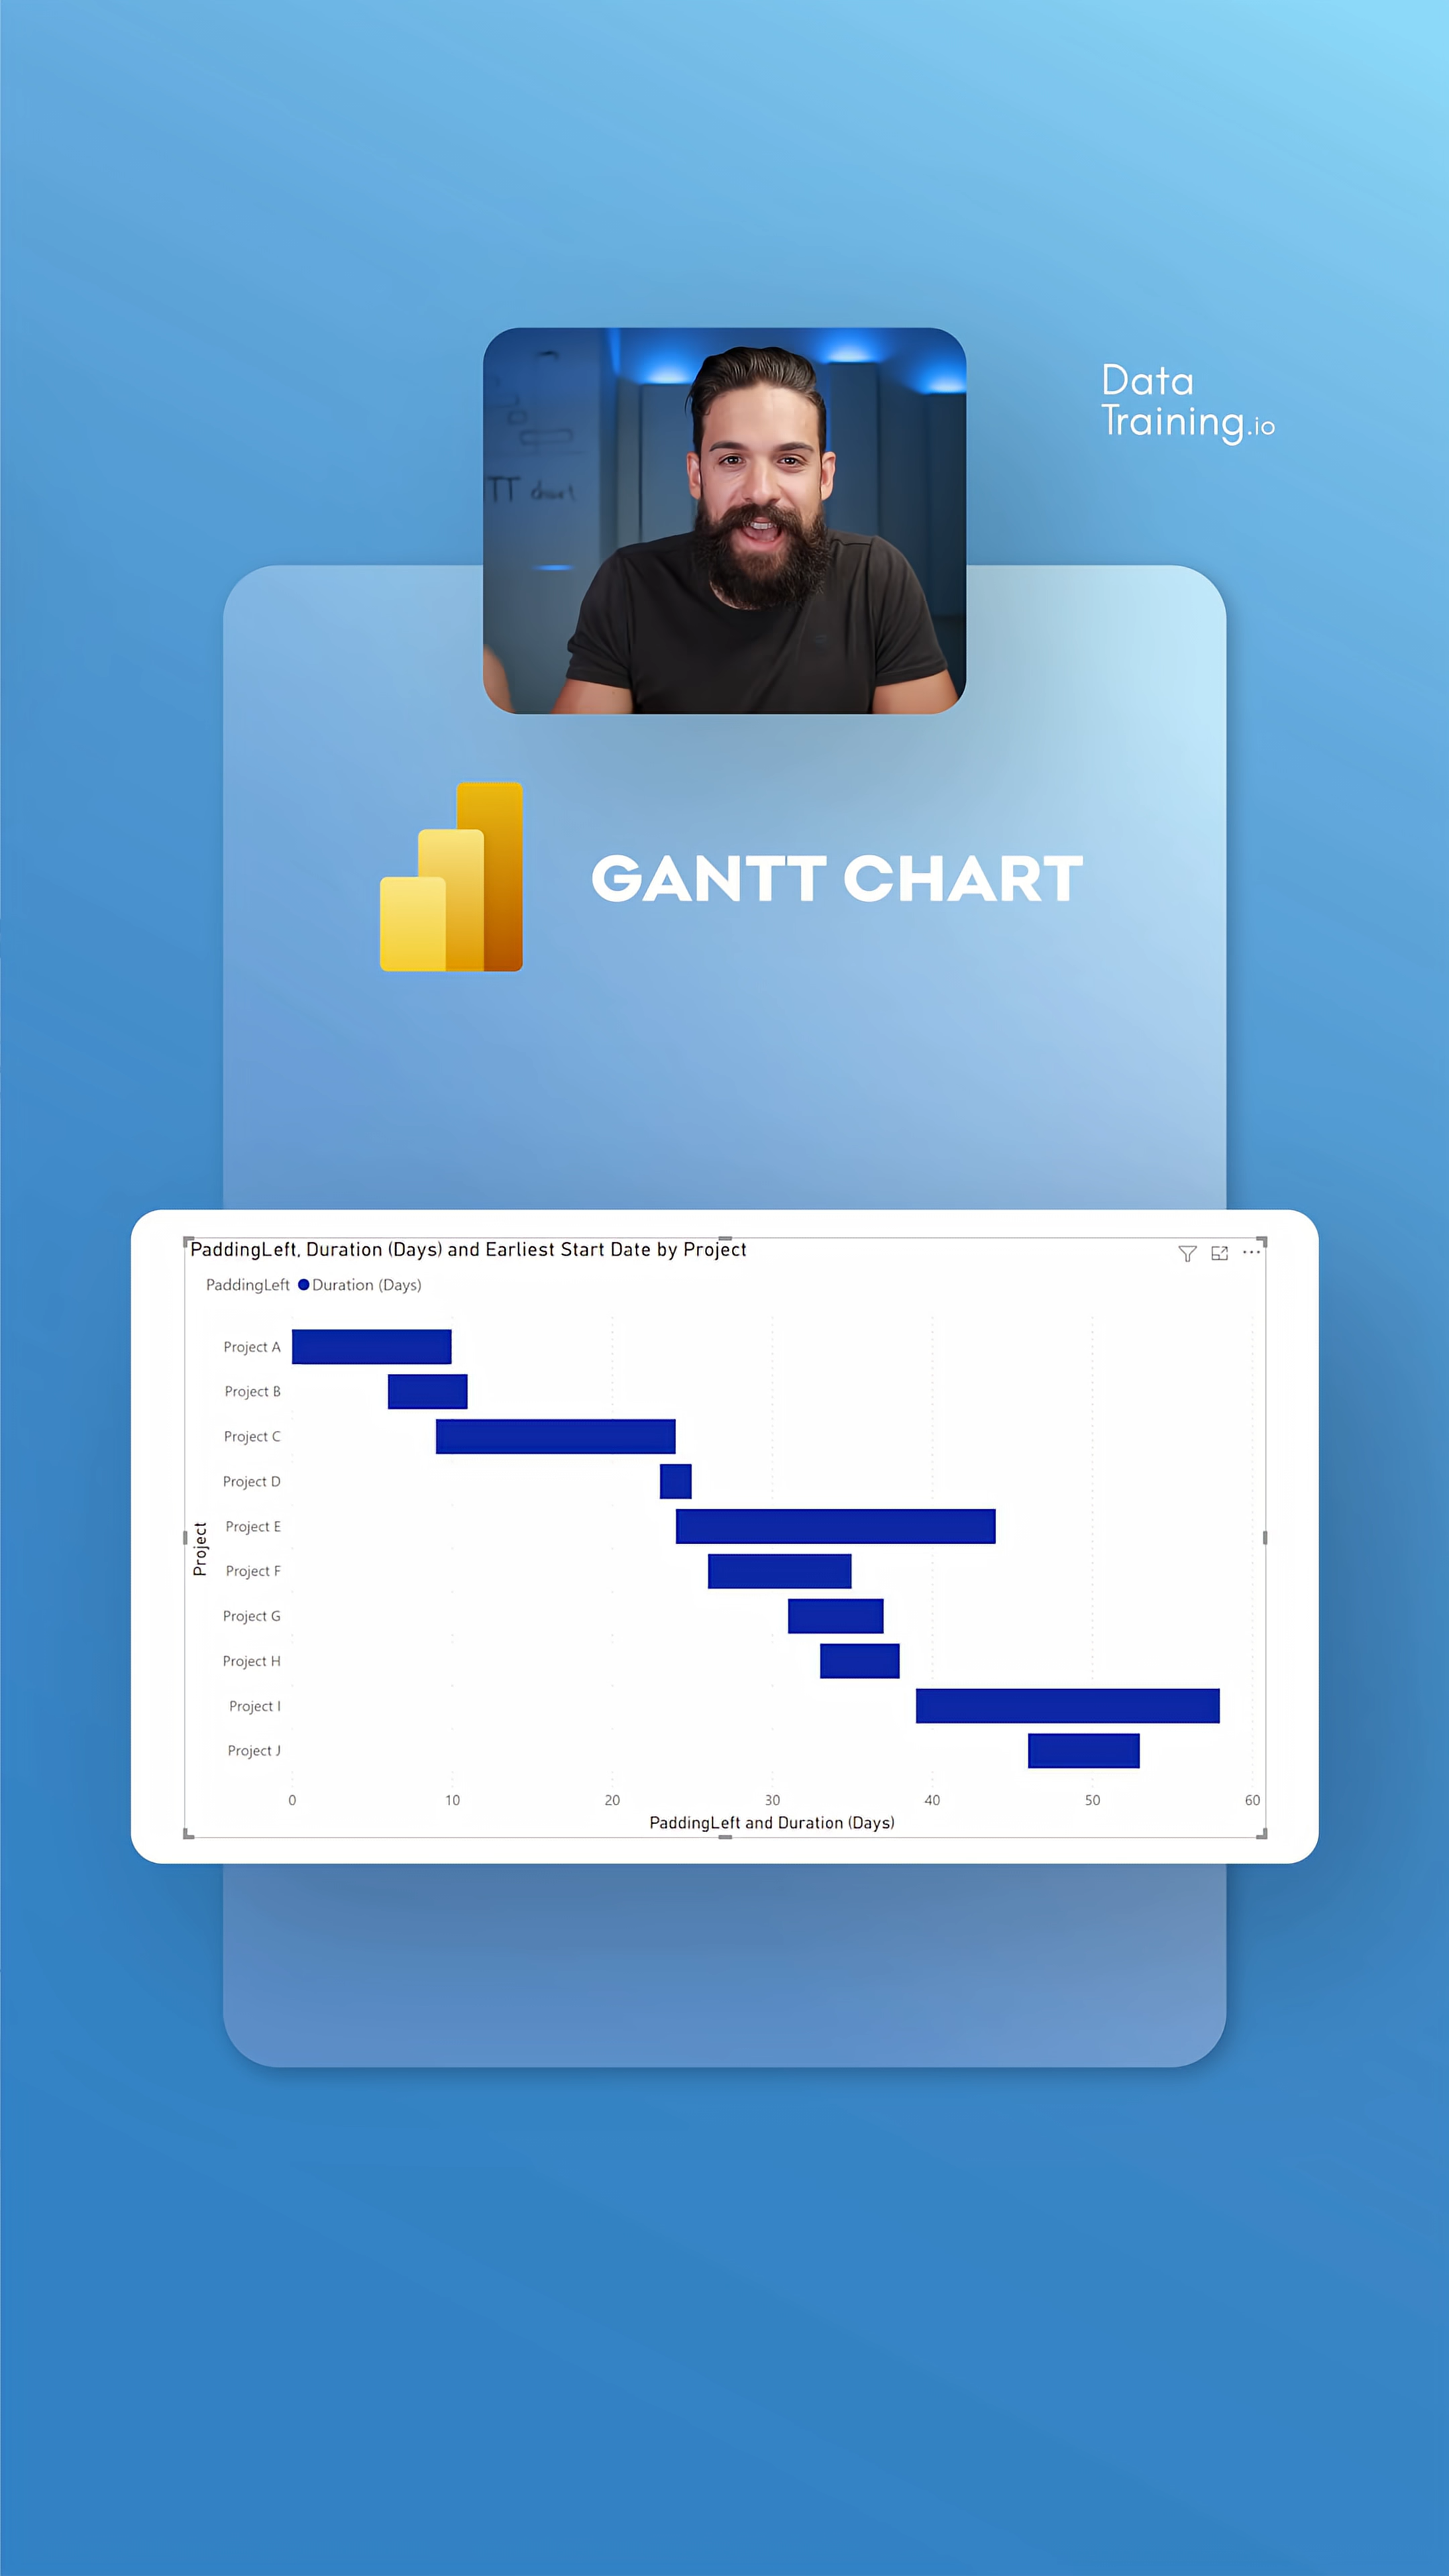 Data
Training.io
TT chart
GANTT CHART
PaddingLeft, Duration (Days) and Earliest Start Date by Project
PaddingLeft Duration (Days)
Project A
Project B
Project C
Project D
Project E
Project F
Project G
Project H
Project I
Project J
Project
0 10 20 30 40 50 60
PaddingLeft and Duration (Days)